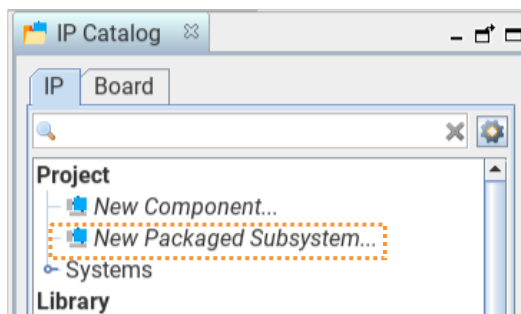 IP Catalog
IP Board
Project
New Component...
New Packaged Subsystem...
Systems
Library